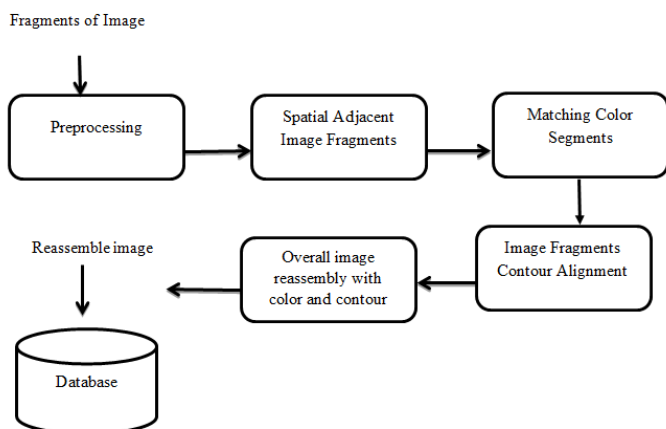 Fragments of Image
Preprocessing
Spatial Adjacent
Image Fragments
Matching Color
Segments
Image Fragments
Contour Alignment
Overall image
reassembly with
color and contour
Reassemble image
Database